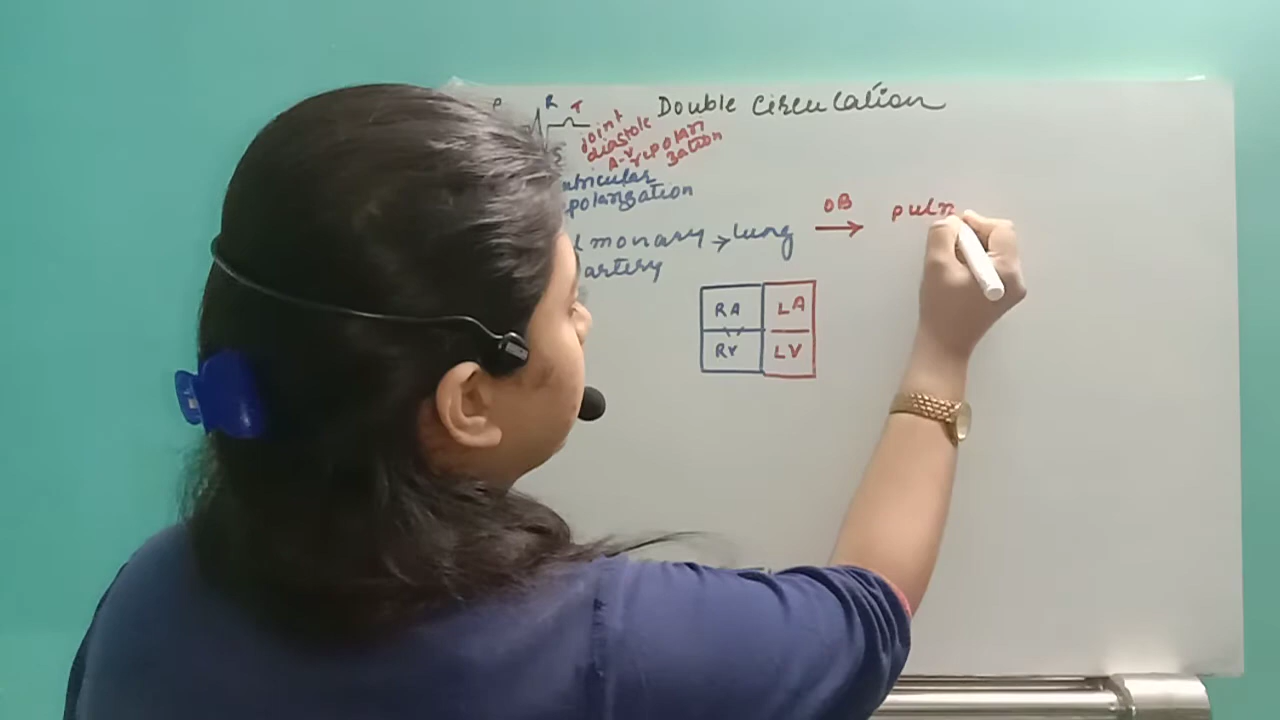 P R T Double Circulation
joint
diastole
A-V repolari
zation
ntricular
polarization
lmonary → lung OB → pulm
artery
RA LA
RV LV